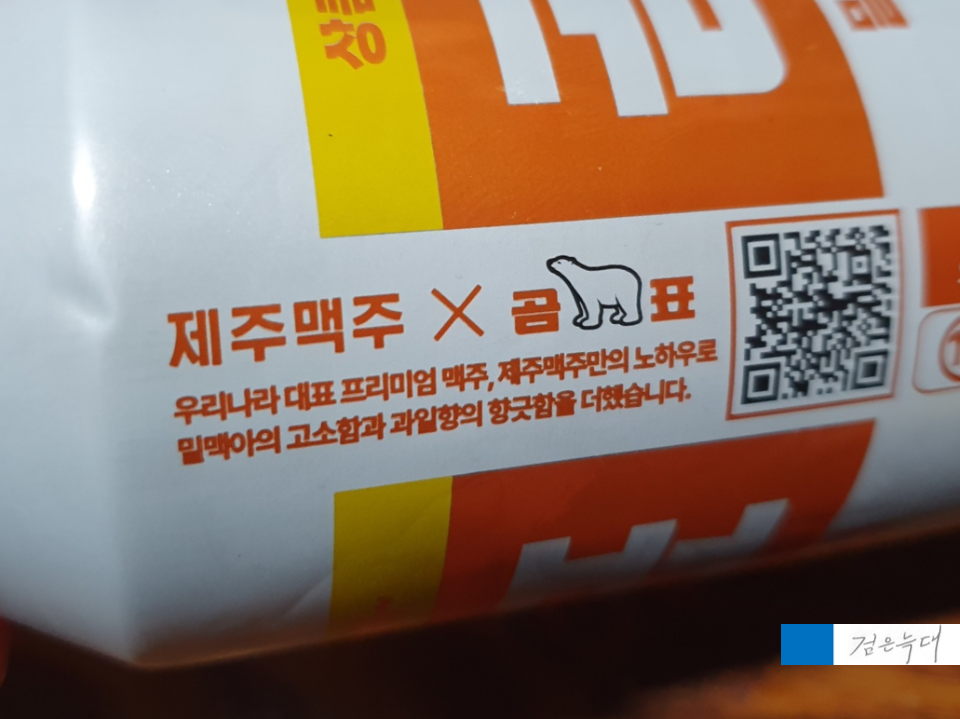 제주맥주 X 곰표
우리나라 대표 프리미엄 맥주, 제주맥주만의 노하우로
밀맥아의 고소함과 과일향의 향긋함을 더했습니다.
검은늑대